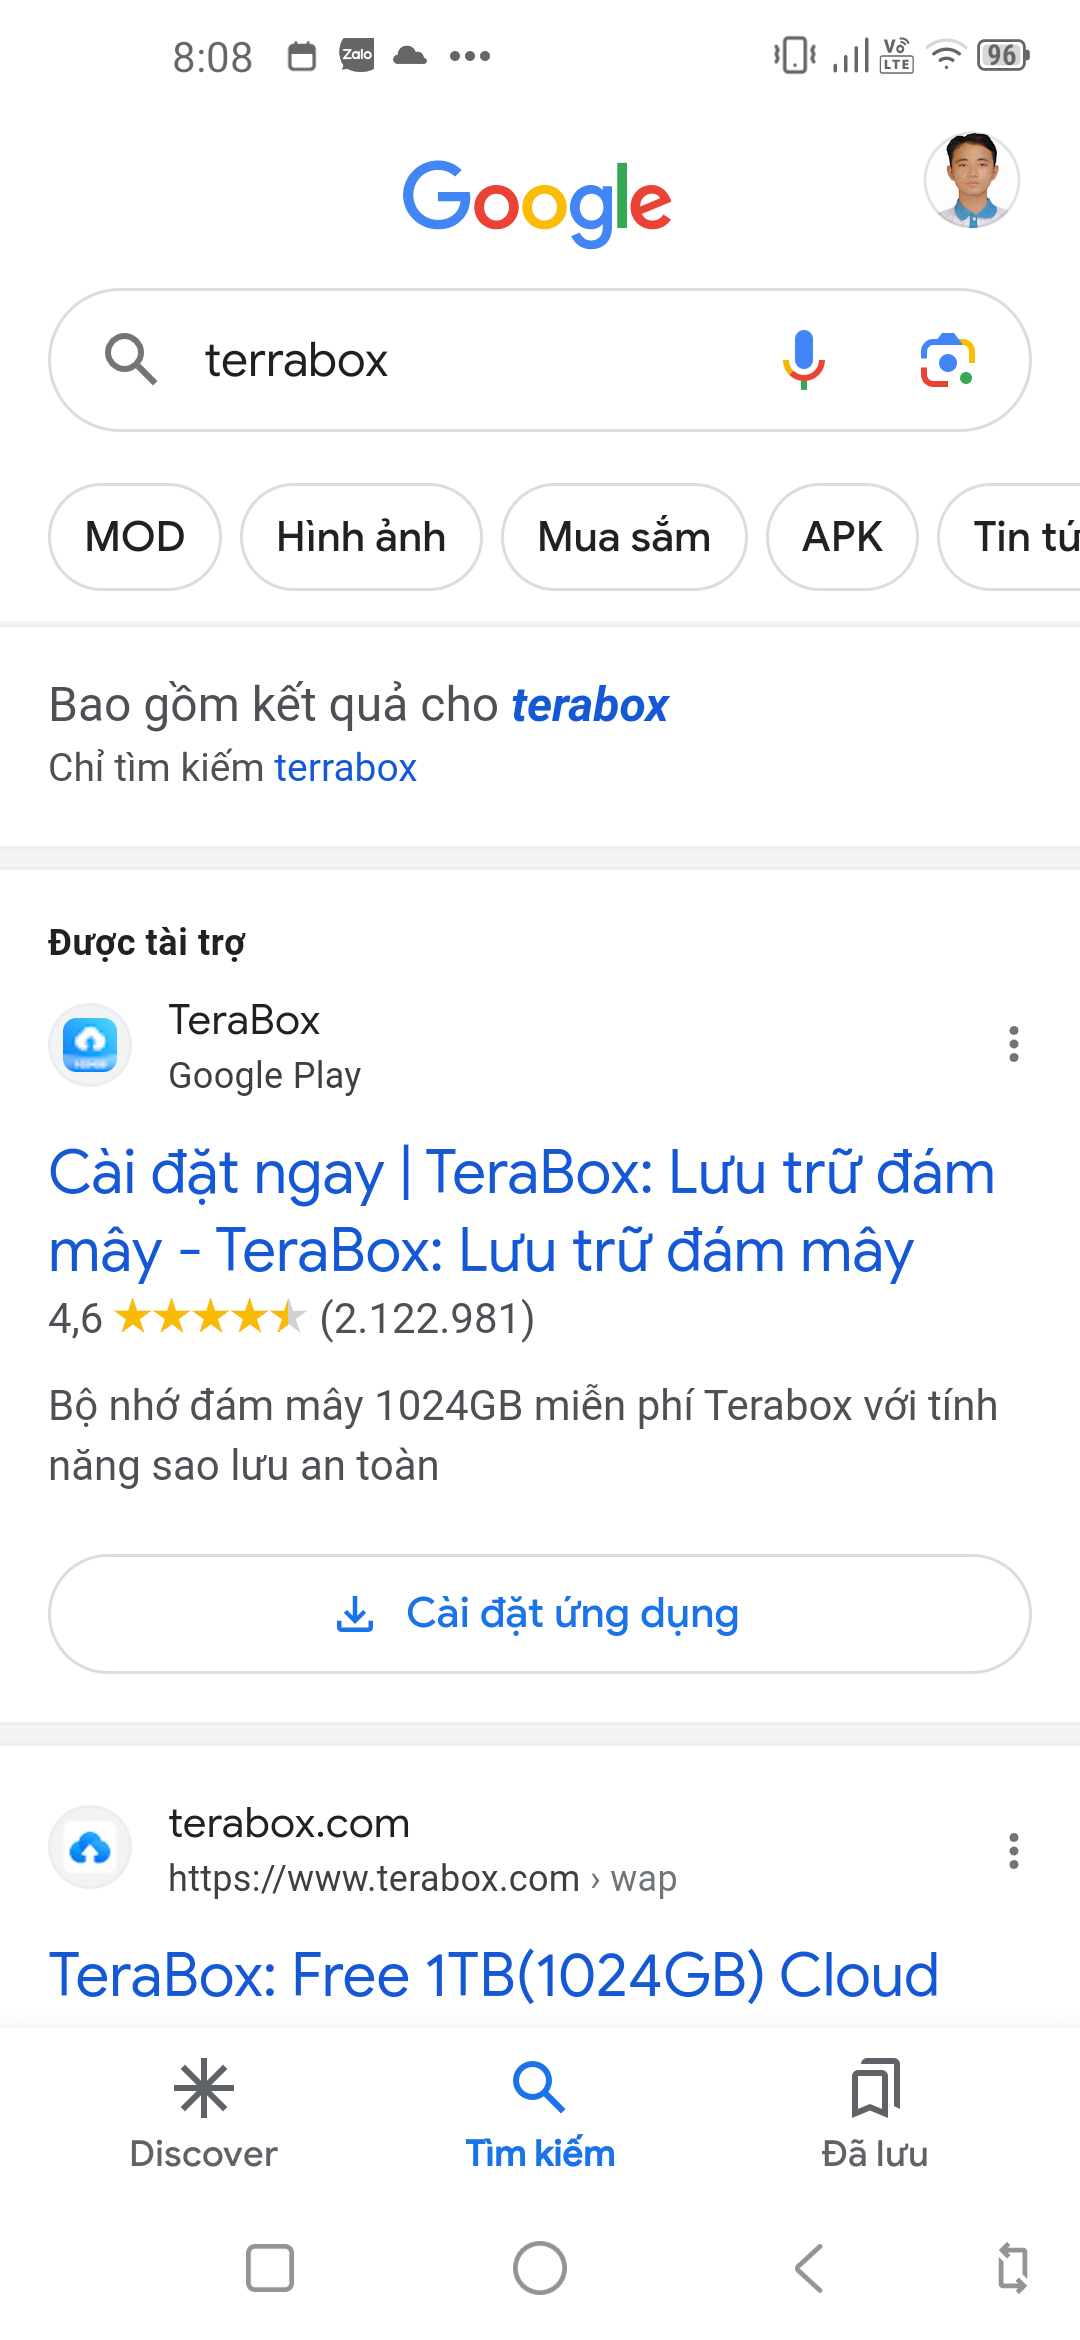 8:08
Zalo
Vo
LTE
96
Google
terrabox
MOD
Hình ảnh
Mua sắm
APK
Tin tứ
Bao gồm kết quả cho terabox
Chỉ tìm kiếm terrabox
Được tài trợ
TeraBox
Google Play
Cài đặt ngay | TeraBox: Lưu trữ đám
mây - TeraBox: Lưu trữ đám mây
4,6 ★★★★★ (2.122.981)
Bộ nhớ đám mây 1024GB miễn phí Terabox với tính
năng sao lưu an toàn
Cài đặt ứng dụng
terabox.com
https://www.terabox.com › wap
TeraBox: Free 1TB(1024GB) Cloud
Discover
Tìm kiếm
Đã lưu